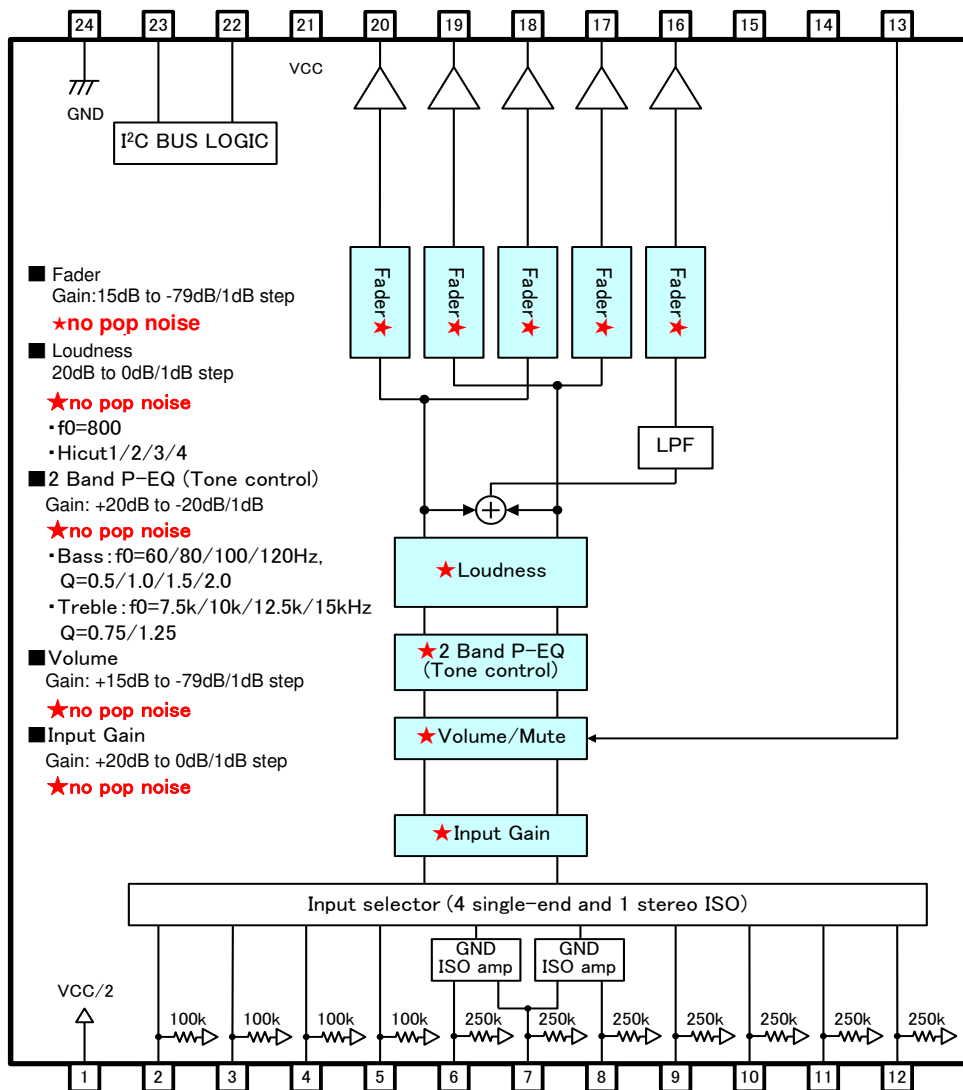 24 23 22 21 20 19 18 17 16 15 14 13
VCC
GND
I²C BUS LOGIC
Fader★ Fader★ Fader★ Fader★ Fader★
■ Fader
Gain:15dB to -79dB/1dB step
★no pop noise
■ Loudness
20dB to 0dB/1dB step
★no pop noise
・f0=800
・Hicut1/2/3/4
■2 Band P-EQ (Tone control)
Gain: +20dB to -20dB/1dB
★no pop noise
・Bass:f0=60/80/100/120Hz,
Q=0.5/1.0/1.5/2.0
・Treble:f0=7.5k/10k/12.5k/15kHz
Q=0.75/1.25
■Volume
Gain: +15dB to -79dB/1dB step
★no pop noise
■Input Gain
Gain: +20dB to 0dB/1dB step
★no pop noise
LPF
★Loudness
★2 Band P-EQ
(Tone control)
★Volume/Mute
★Input Gain
Input selector (4 single-end and 1 stereo ISO)
GND
ISO amp
GND
ISO amp
VCC/2
100k 100k 100k 100k 250k 250k 250k 250k 250k 250k 250k
1 2 3 4 5 6 7 8 9 10 11 12